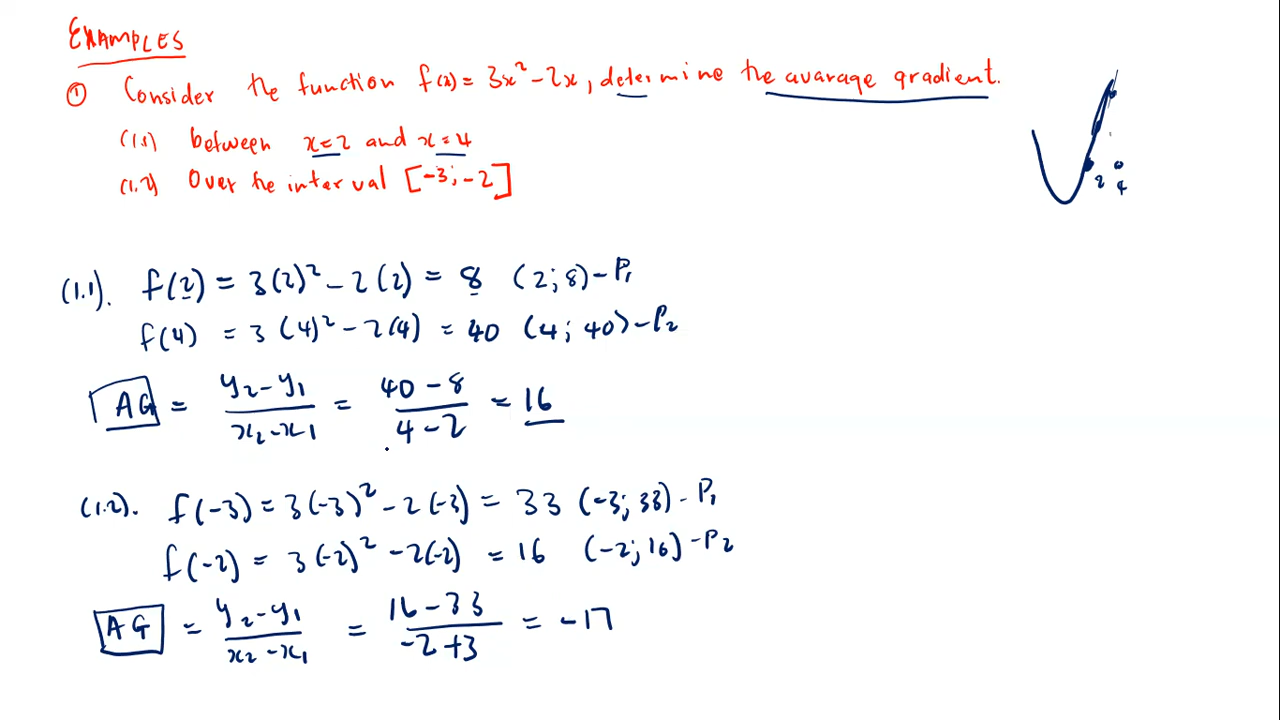 EXAMPLES
① Consider the function f(x) = 3x² - 2x, determine the avarage gradient.
(1.1) between x=2 and x=4
(1.2) Over the interval [-3; -2]
2 4
(1.1). f(2) = 3(2)² - 2(2) = 8 (2; 8) - P₁
f(4) = 3(4)² - 2(4) = 40 (4; 40) - P₂
AG = y₂ - y₁ / x₂ - x₁ = 40 - 8 / 4 - 2 = 16
(1.2). f(-3) = 3(-3)² - 2(-3) = 33 (-3; 33) - P₁
f(-2) = 3(-2)² - 2(-2) = 16 (-2; 16) - P₂
AG = y₂ - y₁ / x₂ - x₁ = 16 - 33 / -2 + 3 = -17